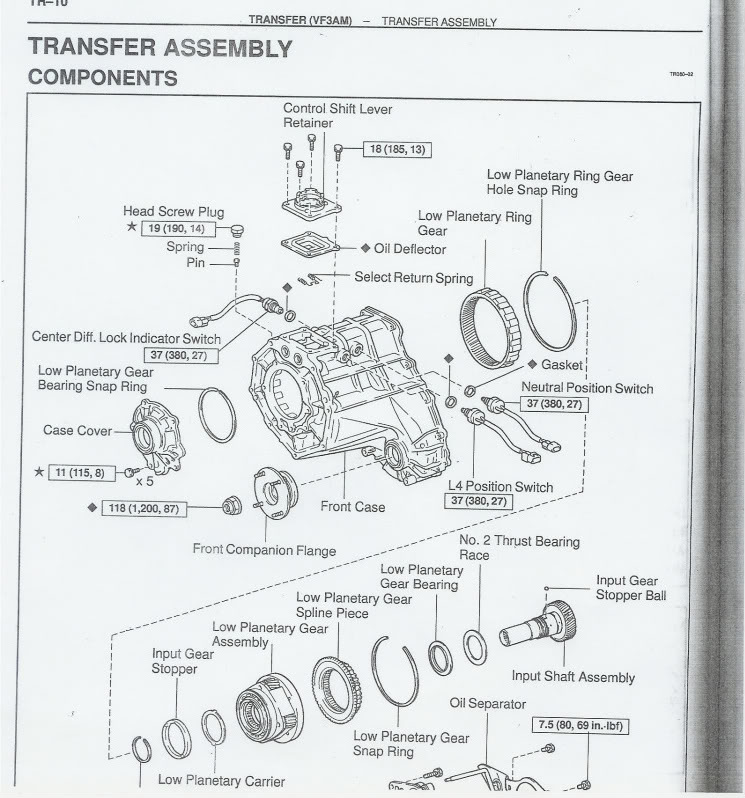 TR–10
TRANSFER (VF3AM) – TRANSFER ASSEMBLY
TRANSFER ASSEMBLY
COMPONENTS
TR050–02
Control Shift Lever
Retainer
18 (185, 13)
Low Planetary Ring Gear
Hole Snap Ring
Head Screw Plug
★ 19 (190, 14)
Low Planetary Ring
Gear
Spring
◆ Oil Deflector
Pin
Select Return Spring
◆
Center Diff. Lock Indicator Switch
37 (380, 27)
◆
◆ Gasket
Low Planetary Gear
Bearing Snap Ring
Neutral Position Switch
37 (380, 27)
Case Cover
★ 11 (115, 8)
x 5
L4 Position Switch
37 (380, 27)
◆ 118 (1,200, 87)
Front Case
Front Companion Flange
No. 2 Thrust Bearing
Race
Low Planetary
Gear Bearing
Input Gear
Stopper Ball
Low Planetary Gear
Spline Piece
Low Planetary Gear
Assembly
Input Gear
Stopper
Input Shaft Assembly
Oil Separator
7.5 (80, 69 in.·lbf)
Low Planetary Gear
Snap Ring
Low Planetary Carrier